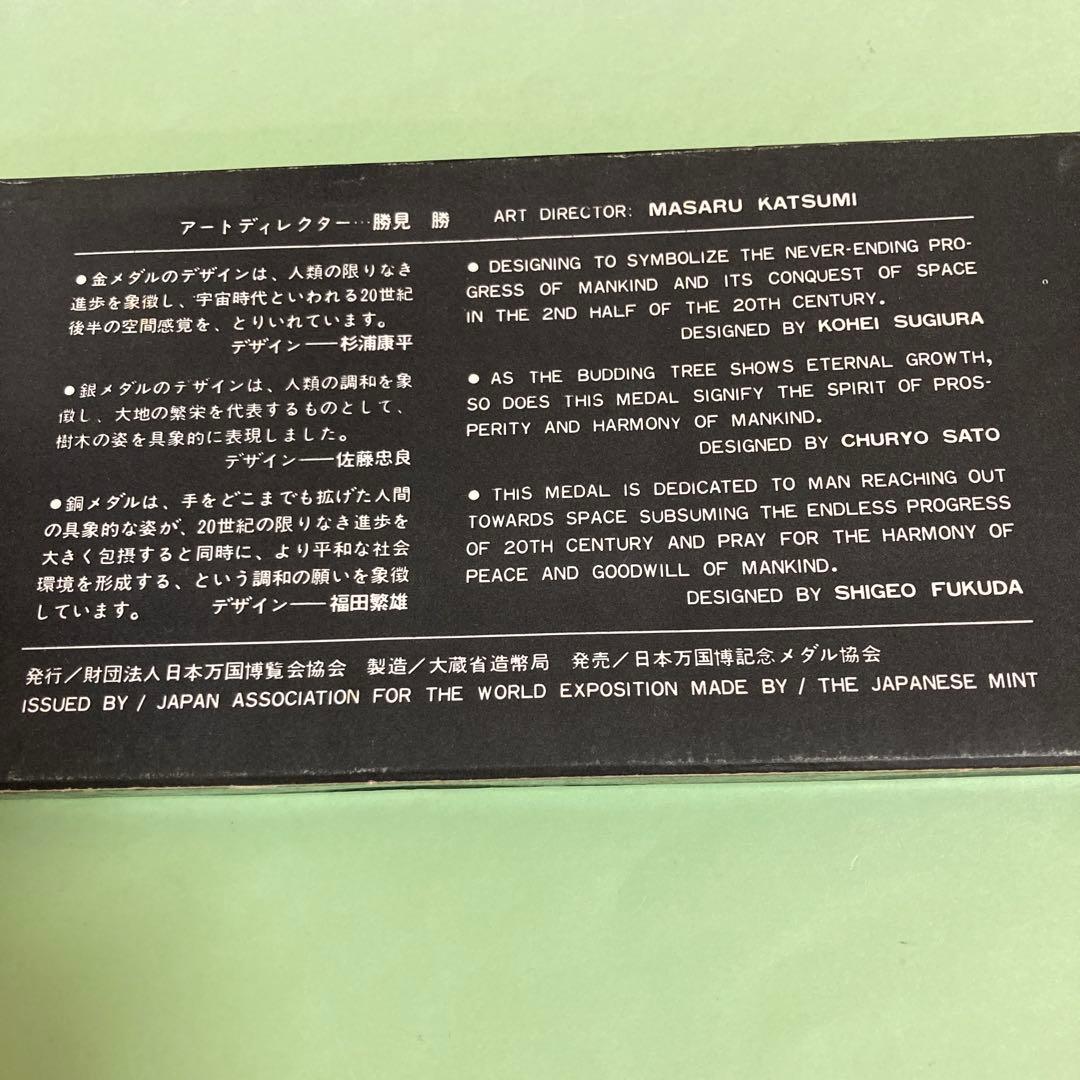 アートディレクター…勝見 勝 ART DIRECTOR: MASARU KATSUMI
●金メダルのデザインは、人類の限りなき
進歩を象徴し、宇宙時代といわれる20世紀
後半の空間感覚を、とりいれています。
デザイン──杉浦康平
●銀メダルのデザインは、人類の調和を象
徴し、大地の繁栄を代表するものとして、
樹木の姿を具象的に表現しました。
デザイン──佐藤忠良
●銅メダルは、手をどこまでも拡げた人間
の具象的な姿が、20世紀の限りなき進歩を
大きく包摂すると同時に、より平和な社会
環境を形成する、という調和の願いを象徴
しています。 デザイン──福田繁雄
● DESIGNING TO SYMBOLIZE THE NEVER-ENDING PRO-
GRESS OF MANKIND AND ITS CONQUEST OF SPACE
IN THE 2ND HALF OF THE 20TH CENTURY.
DESIGNED BY KOHEI SUGIURA
● AS THE BUDDING TREE SHOWS ETERNAL GROWTH,
SO DOES THIS MEDAL SIGNIFY THE SPIRIT OF PROS-
PERITY AND HARMONY OF MANKIND.
DESIGNED BY CHURYO SATO
● THIS MEDAL IS DEDICATED TO MAN REACHING OUT
TOWARDS SPACE SUBSUMING THE ENDLESS PROGRESS
OF 20TH CENTURY AND PRAY FOR THE HARMONY OF
PEACE AND GOODWILL OF MANKIND.
DESIGNED BY SHIGEO FUKUDA
発行/財団法人日本万国博覧会協会 製造/大蔵省造幣局 発売/日本万国博記念メダル協会
ISSUED BY / JAPAN ASSOCIATION FOR THE WORLD EXPOSITION MADE BY / THE JAPANESE MINT